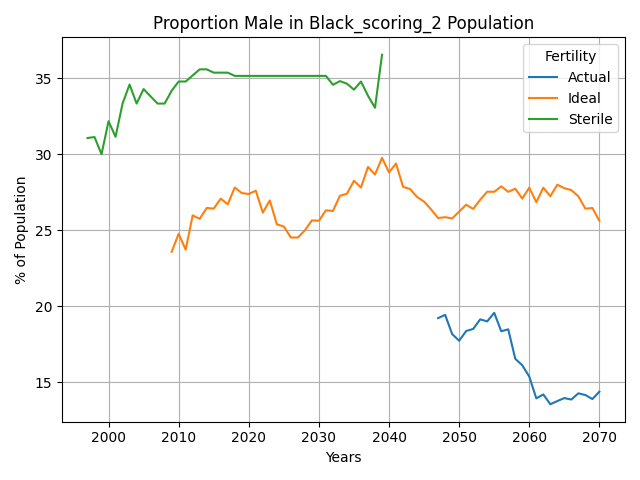 Proportion Male in Black_scoring_2 Population
% of Population
35
30
25
20
15
Fertility
Actual
Ideal
Sterile
2000 2010 2020 2030 2040 2050 2060 2070
Years